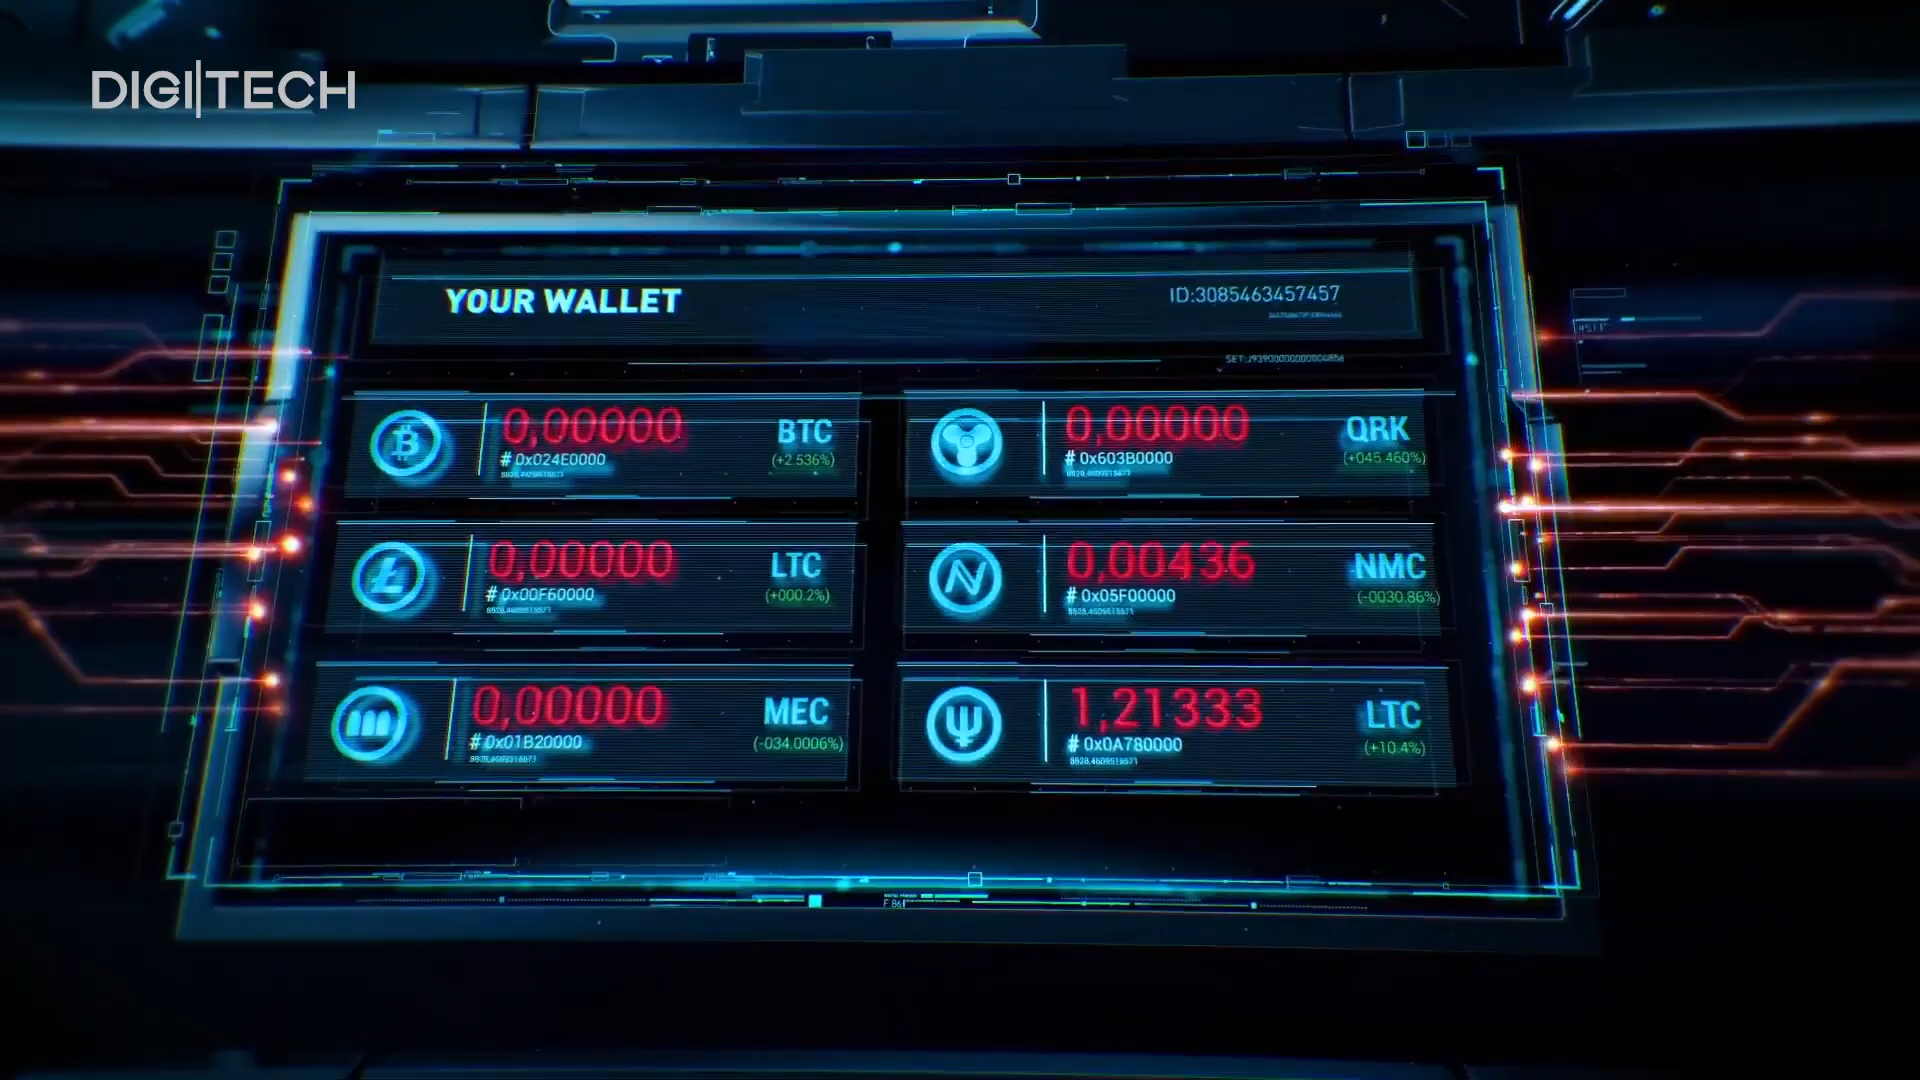 DIGI|TECH
YOUR WALLET
ID:3085463457457
0,00000
BTC
# 0x024E0000
(+2.536%)
0,00000
QRK
# 0x603B0000
(+045.460%)
0,00000
LTC
# 0x00F60000
(+000.2%)
0,00436
NMC
# 0x05F00000
(-0030.86%)
0,00000
MEC
# 0x01B20000
(-034.0006%)
1,21333
LTC
# 0x0A780000
(+10.4%)